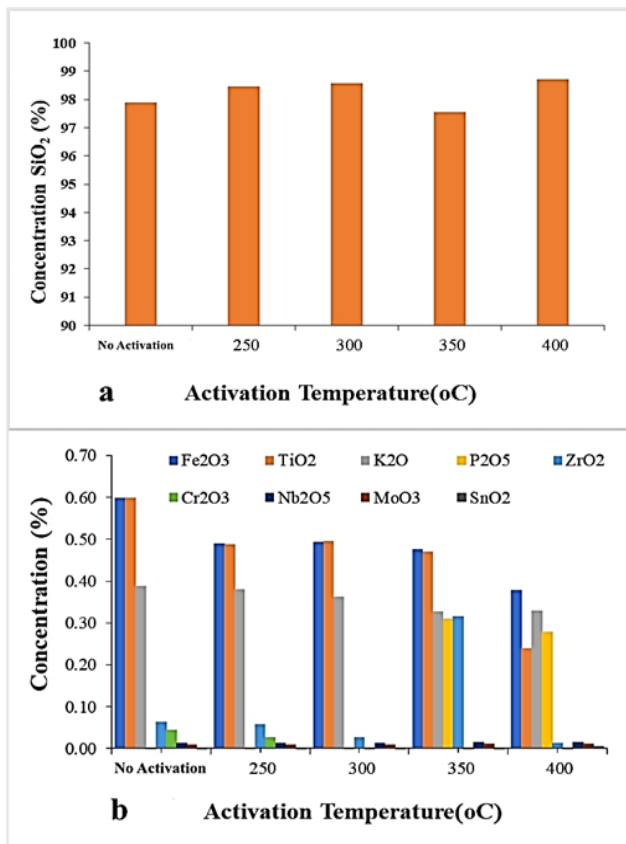 100
99
98
97
96
95
94
93
92
91
90
Concentration SiO₂ (%)
No Activation 250 300 350 400
a Activation Temperature(oC)
0.70
0.60
0.50
0.40
0.30
0.20
0.10
0.00
Concentration (%)
Fe2O3 TiO2 K2O P2O5 ZrO2
Cr2O3 Nb2O5 MoO3 SnO2
No Activation 250 300 350 400
b Activation Temperature(oC)